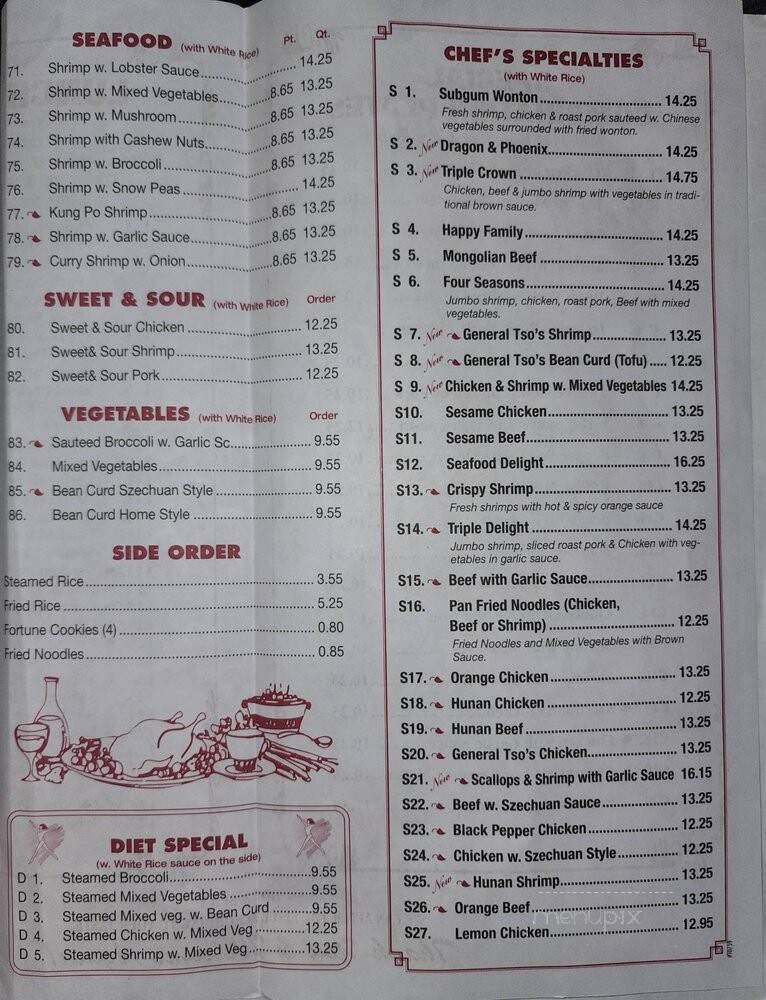 SEAFOOD (with White Rice) Pt. Qt.
71. Shrimp w. Lobster Sauce 14.25
72. Shrimp w. Mixed Vegetables 8.65 13.25
73. Shrimp w. Mushroom 8.65 13.25
74. Shrimp with Cashew Nuts 8.65 13.25
75. Shrimp w. Broccoli 8.65 13.25
76. Shrimp w. Snow Peas 14.25
77. Kung Po Shrimp 8.65 13.25
78. Shrimp w. Garlic Sauce 8.65 13.25
79. Curry Shrimp w. Onion 8.65 13.25
SWEET & SOUR (with White Rice) Order
80. Sweet & Sour Chicken 12.25
81. Sweet& Sour Shrimp 13.25
82. Sweet& Sour Pork 12.25
VEGETABLES (with White Rice) Order
83. Sauteed Broccoli w. Garlic Sc. 9.55
84. Mixed Vegetables 9.55
85. Bean Curd Szechuan Style 9.55
86. Bean Curd Home Style 9.55
SIDE ORDER
Steamed Rice 3.55
Fried Rice 5.25
Fortune Cookies (4) 0.80
Fried Noodles 0.85
DIET SPECIAL
(w. White Rice sauce on the side)
D 1. Steamed Broccoli 9.55
D 2. Steamed Mixed Vegetables 9.55
D 3. Steamed Mixed veg. w. Bean Curd 9.55
D 4. Steamed Chicken w. Mixed Veg 12.25
D 5. Steamed Shrimp w. Mixed Veg 13.25
CHEF'S SPECIALTIES
(with White Rice)
S 1. Subgum Wonton 14.25
Fresh shrimp, chicken & roast pork sauteed w. Chinese
vegetables surrounded with fried wonton.
S 2. New Dragon & Phoenix 14.25
S 3. New Triple Crown 14.75
Chicken, beef & jumbo shrimp with vegetables in tradi-
tional brown sauce.
S 4. Happy Family 14.25
S 5. Mongolian Beef 13.25
S 6. Four Seasons 14.25
Jumbo shrimp, chicken, roast pork, Beef with mixed
vegetables.
S 7. New General Tso's Shrimp 13.25
S 8. New General Tso's Bean Curd (Tofu) 12.25
S 9. New Chicken & Shrimp w. Mixed Vegetables 14.25
S10. Sesame Chicken 13.25
S11. Sesame Beef 13.25
S12. Seafood Delight 16.25
S13. Crispy Shrimp 13.25
Fresh shrimps with hot & spicy orange sauce
S14. Triple Delight 14.25
Jumbo shrimp, sliced roast pork & Chicken with veg-
etables in garlic sauce.
S15. Beef with Garlic Sauce 13.25
S16. Pan Fried Noodles (Chicken,
Beef or Shrimp) 12.25
Fried Noodles and Mixed Vegetables with Brown
Sauce.
S17. Orange Chicken 13.25
S18. Hunan Chicken 12.25
S19. Hunan Beef 13.25
S20. General Tso's Chicken 13.25
S21. New Scallops & Shrimp with Garlic Sauce 16.15
S22. Beef w. Szechuan Sauce 13.25
S23. Black Pepper Chicken 12.25
S24. Chicken w. Szechuan Style 12.25
S25. New Hunan Shrimp 13.25
S26. Orange Beef 13.25
S27. Lemon Chicken 12.95
menupix